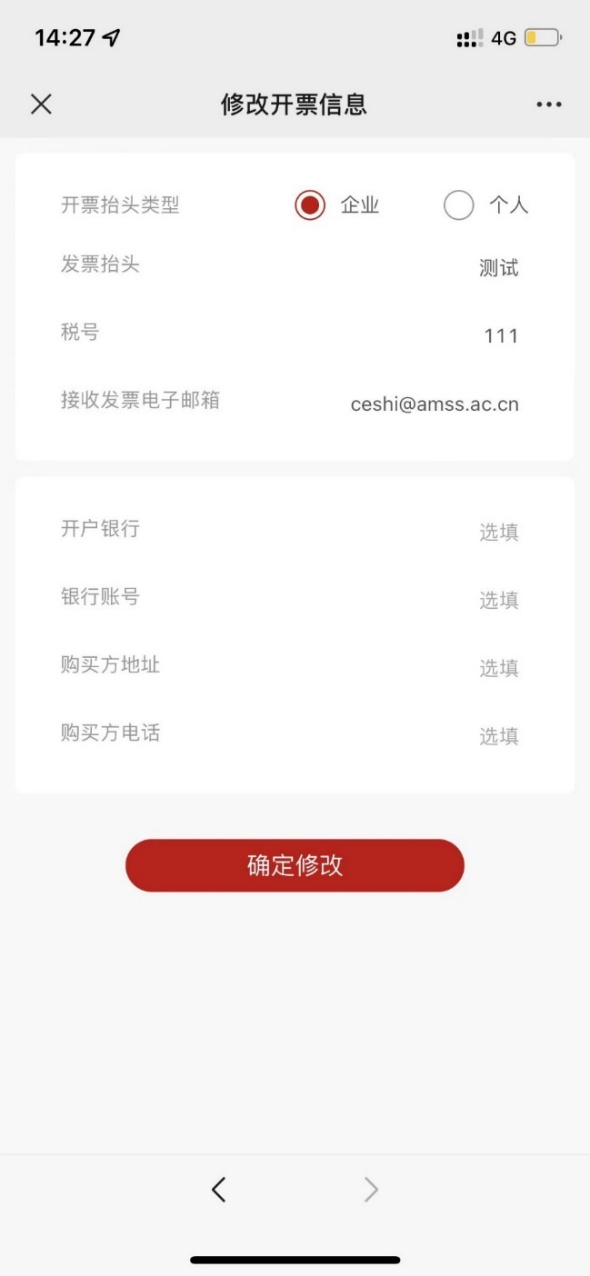 14:27
4G
修改开票信息
开票抬头类型 企业 个人
发票抬头 测试
税号 111
接收发票电子邮箱 ceshi@amss.ac.cn
开户银行 选填
银行账号 选填
购买方地址 选填
购买方电话 选填
确定修改